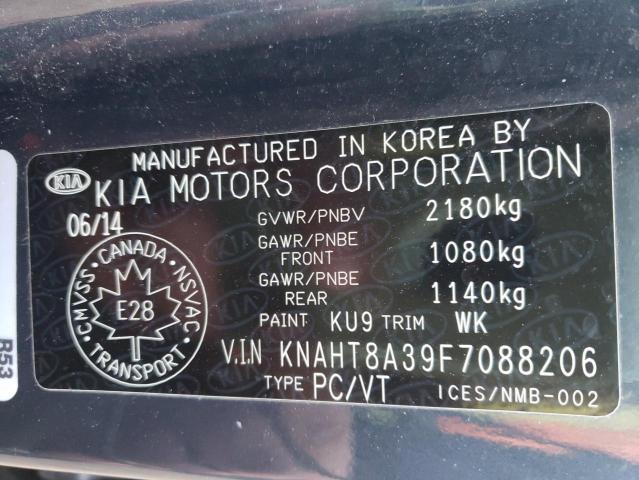 MANUFACTURED IN KOREA BY
KIA KIA MOTORS CORPORATION
06/14
GVWR/PNBV 2180kg
GAWR/PNBE FRONT 1080kg
GAWR/PNBE REAR 1140kg
CANADA
CMVSS NSVAC
E28
TRANSPORT
PAINT KU9 TRIM WK
V.I.N KNAHT8A39F7088206
TYPE PC/VT ICES/NMB-002
R53